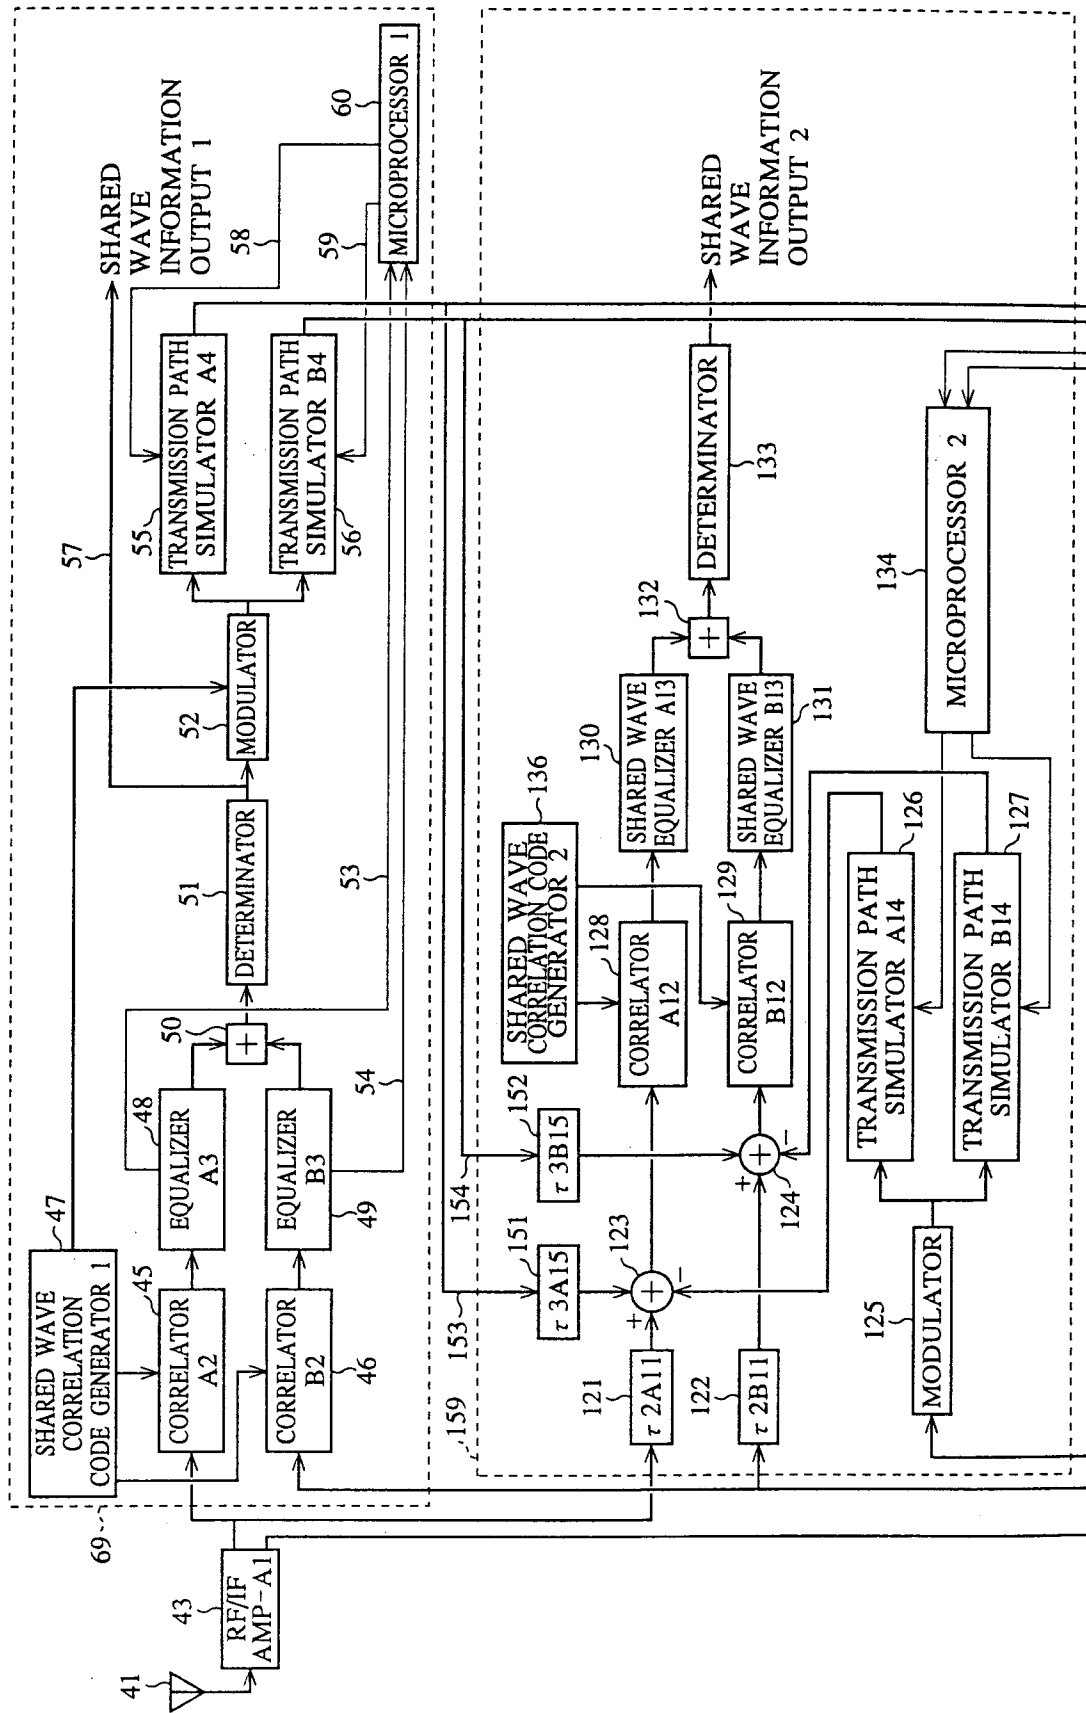 41
43
RF/IF
AMP-A1
69
47
SHARED WAVE
CORRELATION
CODE GENERATOR 1
45
CORRELATOR
A2
CORRELATOR
B2
46
48
EQUALIZER
A3
EQUALIZER
B3
49
50
+
51
DETERMINATOR
52
MODULATOR
53
54
57
55
TRANSMISSION PATH
SIMULATOR A4
TRANSMISSION PATH
SIMULATOR B4
56
SHARED
WAVE
INFORMATION
OUTPUT 1
58
59
60
MICROPROCESSOR 1
159
153
154
151
τ 3A15
152
τ 3B15
121
τ 2A11
122
τ 2B11
123
+
+
-
124
+
+
-
136
SHARED WAVE
CORRELATION CODE
GENERATOR 2
128
CORRELATOR
A12
129
CORRELATOR
B12
130
SHARED WAVE
EQUALIZER A13
SHARED WAVE
EQUALIZER B13
131
132
+
DETERMINATOR
133
SHARED
WAVE
INFORMATION
OUTPUT 2
125
MODULATOR
126
TRANSMISSION PATH
SIMULATOR A14
127
TRANSMISSION PATH
SIMULATOR B14
134
MICROPROCESSOR 2